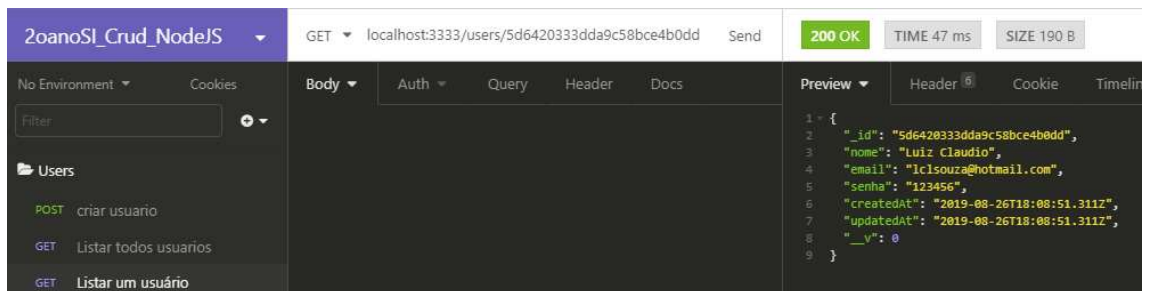 2oanoSI_Crud_NodeJS
GET localhost:3333/users/5d6420333dda9c58bce4b0dd Send
200 OK TIME 47 ms SIZE 190 B
No Environment Cookies
Body Auth Query Header Docs
Preview Header 6 Cookie Timelin
Filter
Users
POST criar usuario
GET Listar todos usuarios
GET Listar um usuário
1 {
2 "_id": "5d6420333dda9c58bce4b0dd",
3 "nome": "Luiz Claudio",
4 "email": "lclsouza@hotmail.com",
5 "senha": "123456",
6 "createdAt": "2019-08-26T18:08:51.311Z",
7 "updatedAt": "2019-08-26T18:08:51.311Z",
8 "__v": 0
9 }